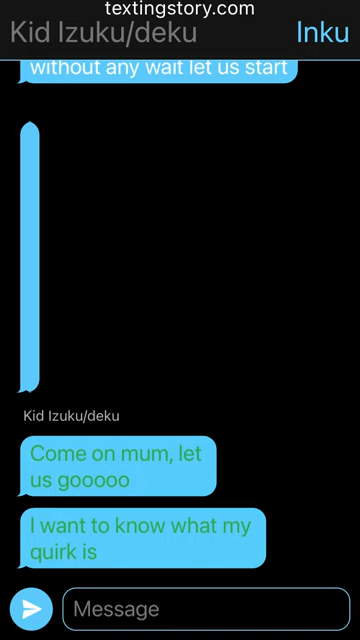 textingstory.com
Kid Izuku/deku
Inku
without any wait let us start
Kid Izuku/deku
Come on mum, let
us gooooo
I want to know what my
quirk is
Message